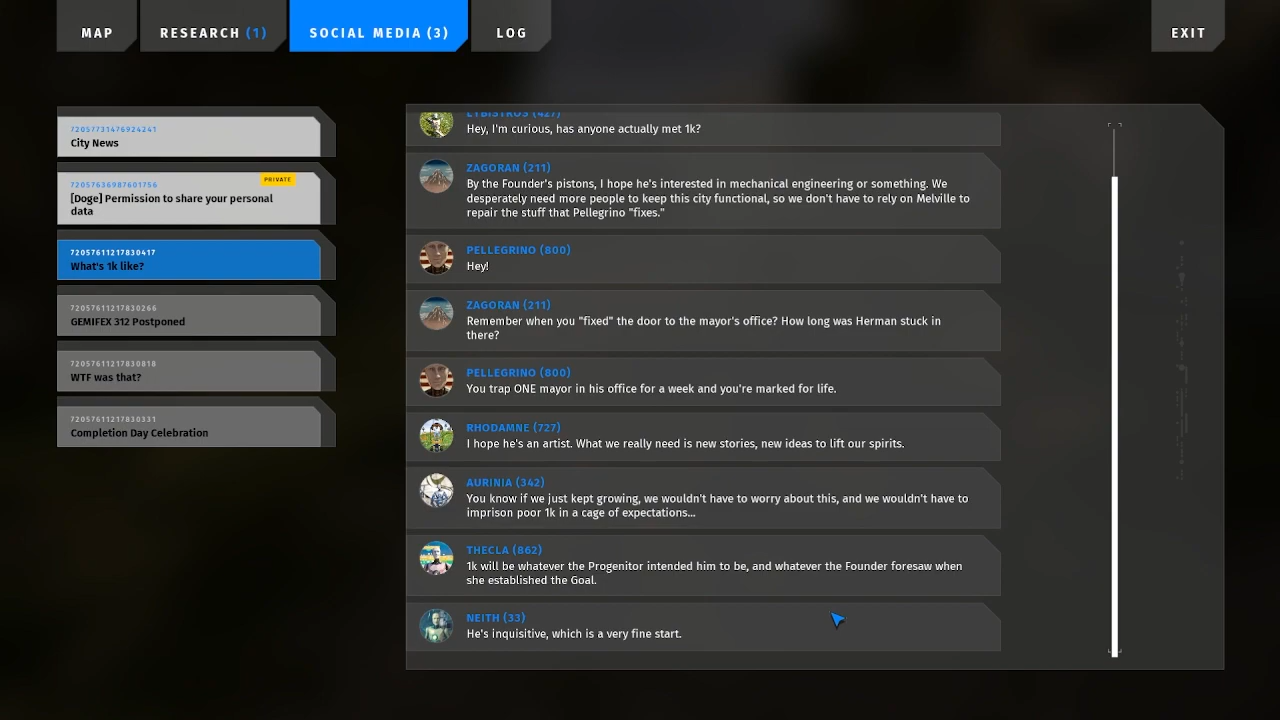 MAP
RESEARCH (1)
SOCIAL MEDIA (3)
LOG
EXIT
72057731476924241
City News
72057636987601756
PRIVATE
[Doge] Permission to share your personal
data
72057611217830417
What's 1k like?
72057611217830266
GEMIFEX 312 Postponed
72057611217830818
WTF was that?
72057611217830331
Completion Day Celebration
Hey, I'm curious, has anyone actually met 1k?
ZAGORAN (211)
By the Founder's pistons, I hope he's interested in mechanical engineering or something. We
desperately need more people to keep this city functional, so we don't have to rely on Melville to
repair the stuff that Pellegrino "fixes."
PELLEGRINO (800)
Hey!
ZAGORAN (211)
Remember when you "fixed" the door to the mayor's office? How long was Herman stuck in
there?
PELLEGRINO (800)
You trap ONE mayor in his office for a week and you're marked for life.
RHODAMNE (727)
I hope he's an artist. What we really need is new stories, new ideas to lift our spirits.
AURINIA (342)
You know if we just kept growing, we wouldn't have to worry about this, and we wouldn't have to
imprison poor 1k in a cage of expectations...
THECLA (862)
1k will be whatever the Progenitor intended him to be, and whatever the Founder foresaw when
she established the Goal.
NEITH (33)
He's inquisitive, which is a very fine start.